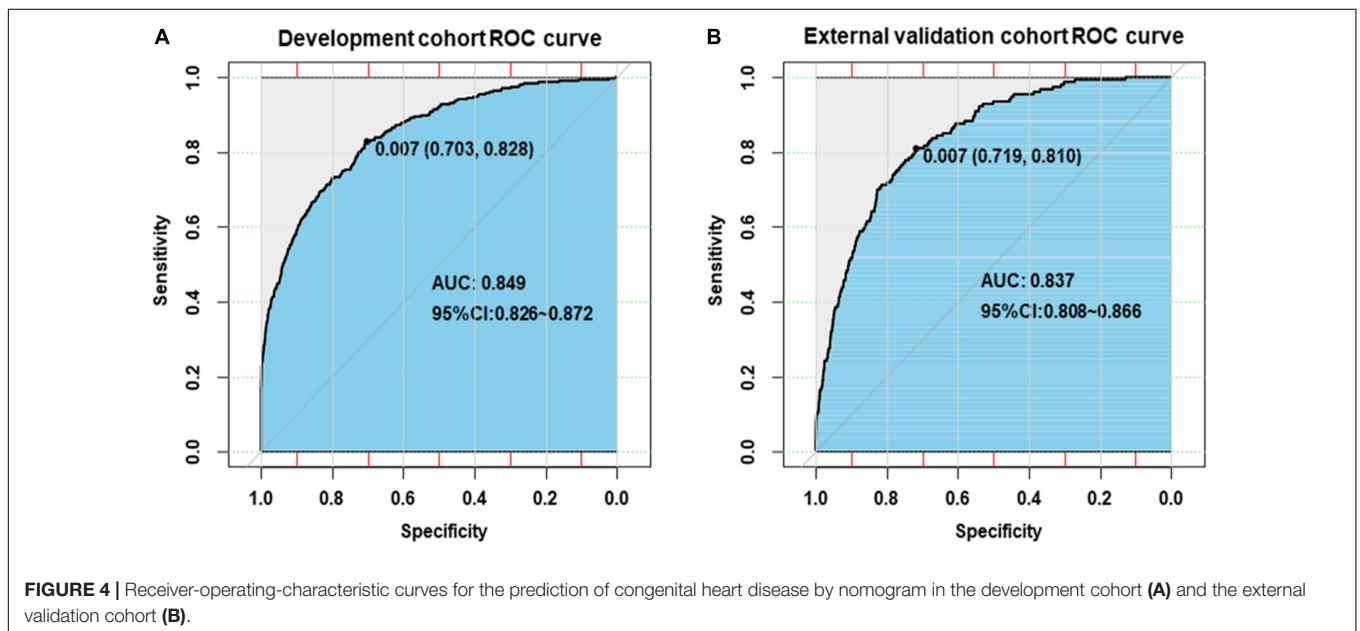 A
Development cohort ROC curve
Sensitivity
1.0
0.8
0.6
0.4
0.2
0.0
0.007 (0.703, 0.828)
AUC: 0.849
95%CI:0.826~0.872
1.0 0.8 0.6 0.4 0.2 0.0
Specificity
B
External validation cohort ROC curve
Sensitivity
1.0
0.8
0.6
0.4
0.2
0.0
0.007 (0.719, 0.810)
AUC: 0.837
95%CI:0.808~0.866
1.0 0.8 0.6 0.4 0.2 0.0
Specificity
FIGURE 4 | Receiver-operating-characteristic curves for the prediction of congenital heart disease by nomogram in the development cohort (A) and the external
validation cohort (B).